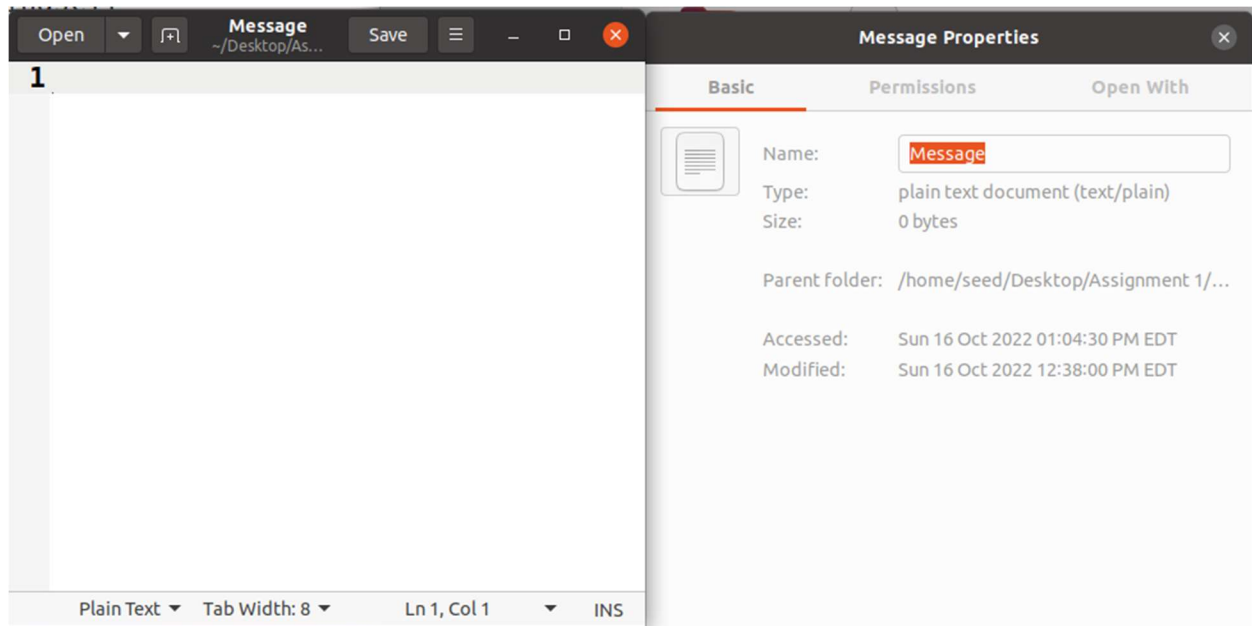 Open
Message
~/Desktop/As...
Save
1
Plain Text
Tab Width: 8
Ln 1, Col 1
INS
Message Properties
Basic
Permissions
Open With
Name:
Message
Type:
plain text document (text/plain)
Size:
0 bytes
Parent folder:
/home/seed/Desktop/Assignment 1/...
Accessed:
Sun 16 Oct 2022 01:04:30 PM EDT
Modified:
Sun 16 Oct 2022 12:38:00 PM EDT